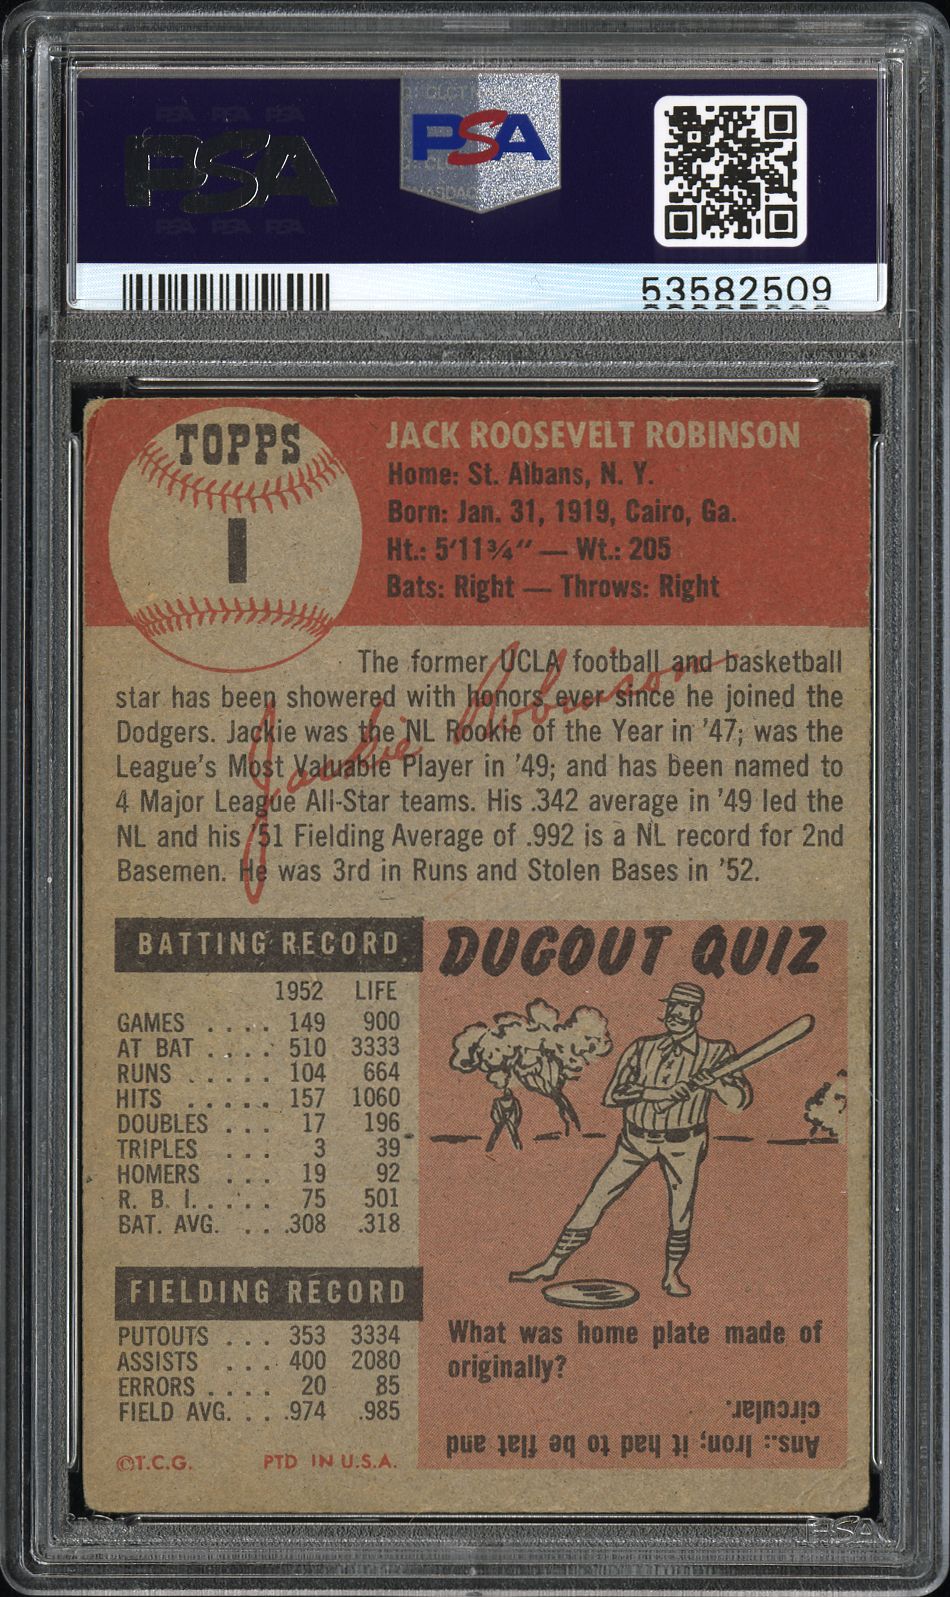 PSA
PSA
53582509
TOPPS
1
JACK ROOSEVELT ROBINSON
Home: St. Albans, N. Y.
Born: Jan. 31, 1919, Cairo, Ga.
Ht.: 5'11¾" — Wt.: 205
Bats: Right — Throws: Right
The former UCLA football and basketball
star has been showered with honors ever since he joined the
Dodgers. Jackie was the NL Rookie of the Year in '47; was the
League's Most Valuable Player in '49; and has been named to
4 Major League All-Star teams. His .342 average in '49 led the
NL and his '51 Fielding Average of .992 is a NL record for 2nd
Basemen. He was 3rd in Runs and Stolen Bases in '52.
Jackie Robinson
BATTING RECORD
1952 LIFE
GAMES . . . . 149 900
AT BAT . . . . 510 3333
RUNS . . . . . 104 664
HITS . . . . . 157 1060
DOUBLES . . . 17 196
TRIPLES . . . 3 39
HOMERS . . . 19 92
R. B. I. . . . . 75 501
BAT. AVG. . . . .308 .318
FIELDING RECORD
PUTOUTS . . . 353 3334
ASSISTS . . . 400 2080
ERRORS . . . . 20 85
FIELD AVG. . . .974 .985
©T.C.G. PTD IN U.S.A.
DUGOUT QUIZ
What was home plate made of
originally?
Ans.: Iron; it had to be flat and
circular.
PSA